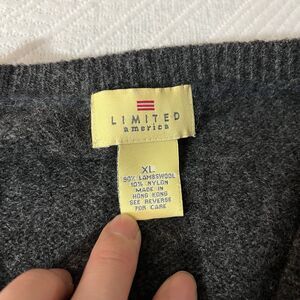 LIMITED
america
XL
90% LAMBSWOOL
10% NYLON
MADE IN
HONG KONG
SEE REVERSE
FOR CARE